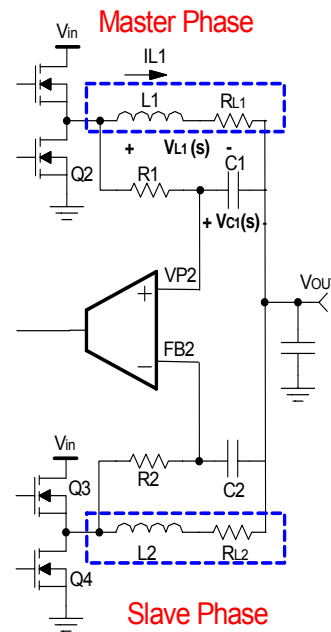 Master Phase
Vin
IL1
L1
RL1
+ VL1(s) -
Q2
R1
C1
+ VC1(s) -
VP2
+
VOUT
FB2
−
Vin
R2
C2
Q3
Q4
L2
RL2
Slave Phase